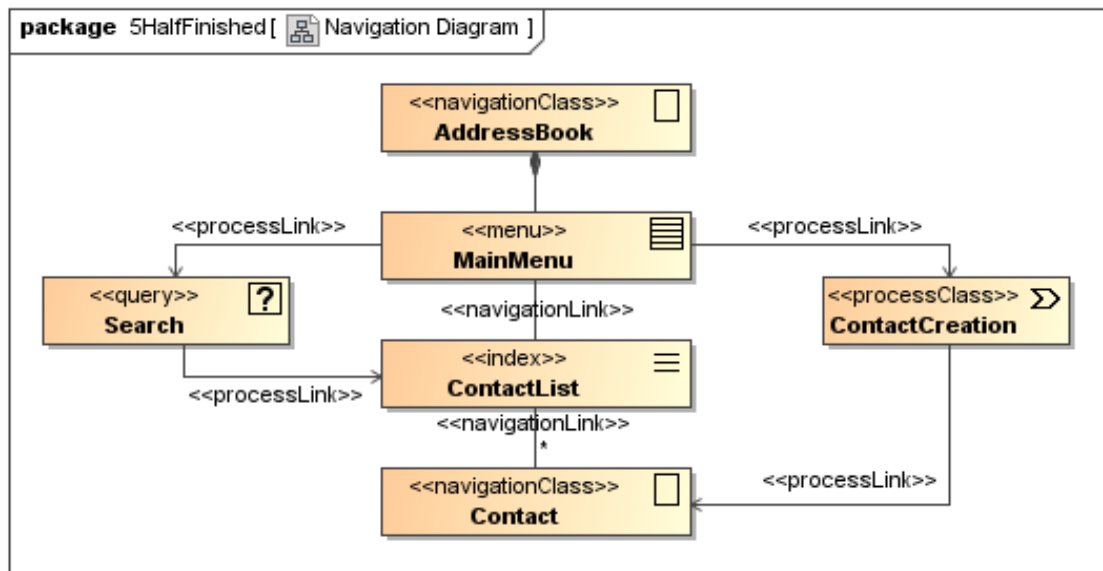 package 5HalfFinished [ Navigation Diagram ]
<<navigationClass>>
AddressBook
<<processLink>>
<<menu>>
MainMenu
<<processLink>>
<<query>>
Search
?
<<navigationLink>>
<<processClass>>
ContactCreation
<<index>>
ContactList
<<processLink>>
<<navigationLink>>
*
<<navigationClass>>
Contact
<<processLink>>